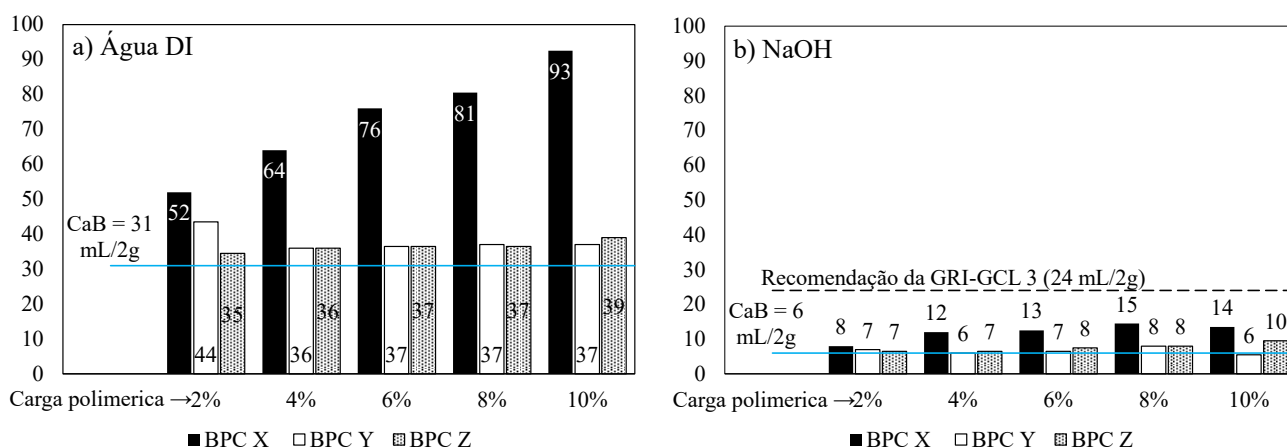 a) Água DI
100
90
80
70
60
50
40
30
20
10
0
CaB = 31
mL/2g
52
44
35
64
36
36
76
37
37
81
37
37
93
37
39
Carga polimerica →2% 4% 6% 8% 10%
BPC X BPC Y BPC Z
b) NaOH
100
90
80
70
60
50
40
30
20
10
0
Recomendação da GRI-GCL 3 (24 mL/2g)
CaB = 6
mL/2g
8 7 7
12 6 7
13 7 8
15 8 8
14 6 10
Carga polimerica →2% 4% 6% 8% 10%
BPC X BPC Y BPC Z